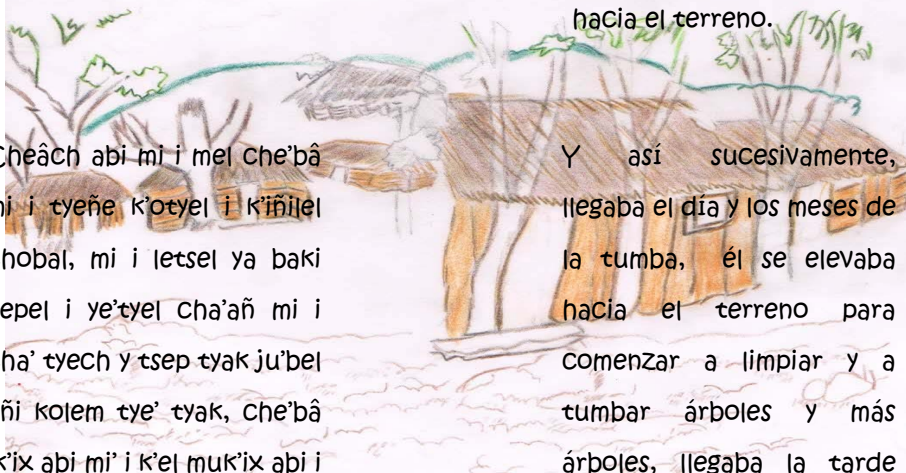 Cheâch abi mi i mel che'bâ
mi i tyeñe k'otyel i k'iñilel
hobal, mi i letsel ya baki
epel i ye'tyel cha'añ mi i
ha' tyech y tsep tyak ju'bel
ñi kolem tye' tyak, che'bâ
k'ix abi mi' i k'el muk'ix abi i
hacia el terreno.
Y así sucesivamente,
llegaba el día y los meses de
la tumba, él se elevaba
hacia el terreno para
comenzar a limpiar y a
tumbar árboles y más
árboles, llegaba la tarde